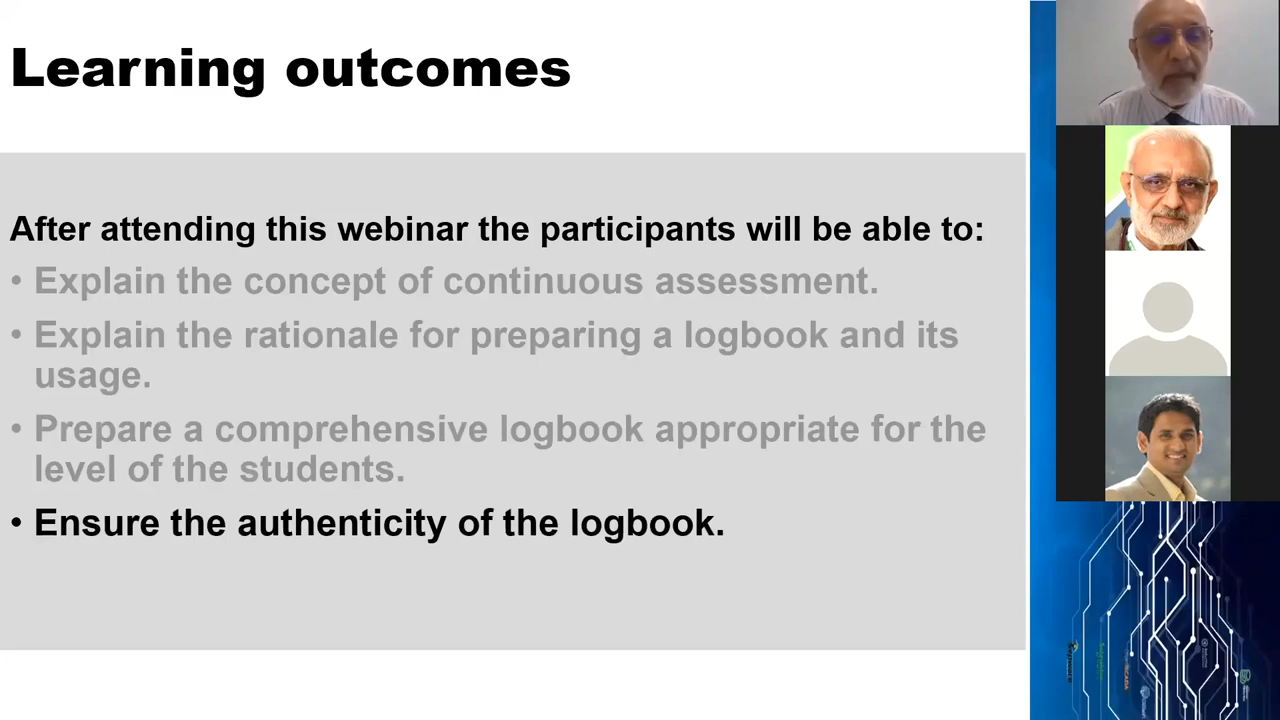 Learning outcomes
After attending this webinar the participants will be able to:
• Explain the concept of continuous assessment.
• Explain the rationale for preparing a logbook and its
usage.
• Prepare a comprehensive logbook appropriate for the
level of the students.
• Ensure the authenticity of the logbook.